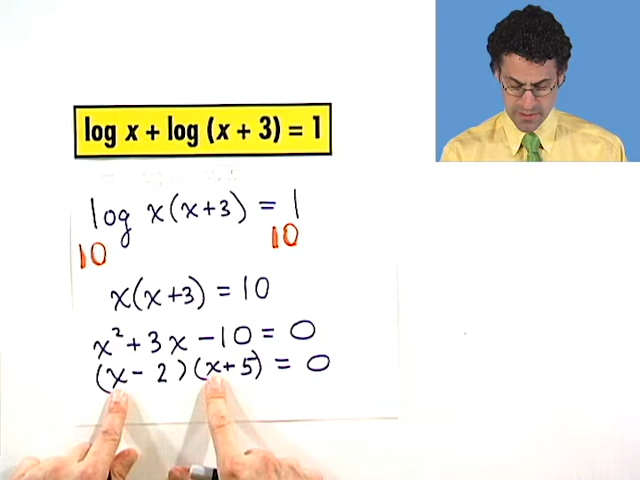 log x + log (x + 3) = 1
log x(x+3) = 1
10 10
x(x+3) = 10
x² + 3x - 10 = 0
(x - 2)(x + 5) = 0